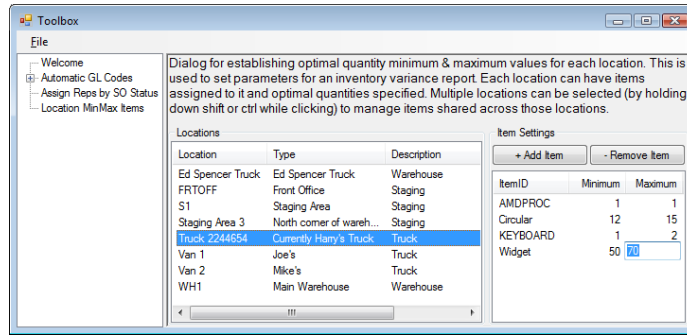 Toolbox
File
Welcome
Automatic GL Codes
Assign Reps by SO Status
Location MinMax Items
Dialog for establishing optimal quantity minimum & maximum values for each location. This is
used to set parameters for an inventory variance report. Each location can have items
assigned to it and optimal quantities specified. Multiple locations can be selected (by holding
down shift or ctrl while clicking) to manage items shared across those locations.
Locations
Location Type Description
Ed Spencer Truck Ed Spencer Truck Warehouse
FRTOFF Front Office Staging
S1 Staging Area Staging
Staging Area 3 North corner of wareh... Staging
Truck 2244654 Currently Harry's Truck Truck
Van 1 Joe's Truck
Van 2 Mike's Truck
WH1 Main Warehouse Warehouse
Item Settings
+ Add Item - Remove Item
ItemID Minimum Maximum
AMDPROC 1 1
Circular 12 15
KEYBOARD 1 2
Widget 50 70